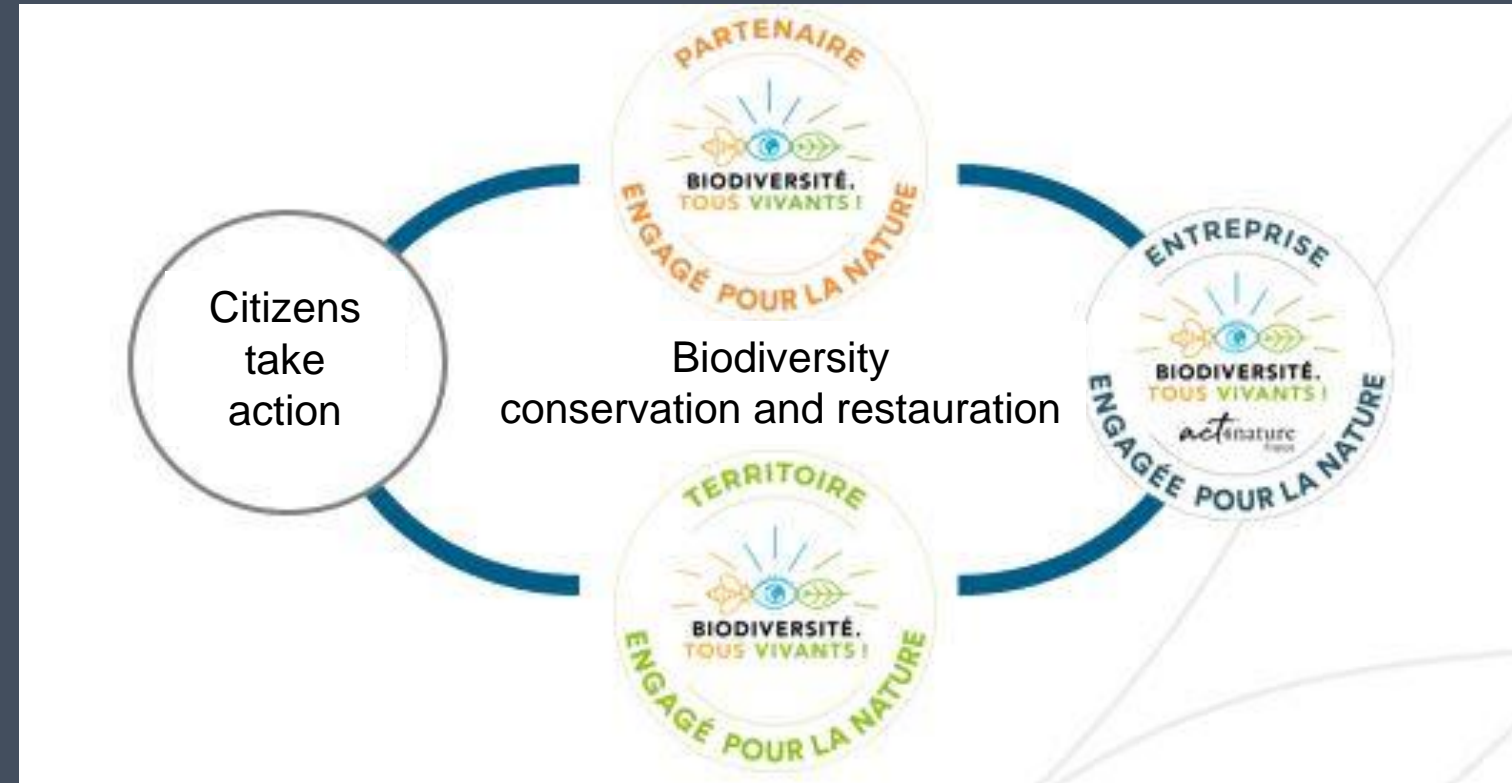 PARTENAIRE
BIODIVERSITÉ.
TOUS VIVANTS !
ENGAGÉ POUR LA NATURE
Citizens
take
action
Biodiversity
conservation and restauration
ENTREPRISE
BIODIVERSITÉ.
TOUS VIVANTS !
act4nature
ENGAGÉE POUR LA NATURE
TERRITOIRE
BIODIVERSITÉ.
TOUS VIVANTS !
ENGAGÉ POUR LA NATURE